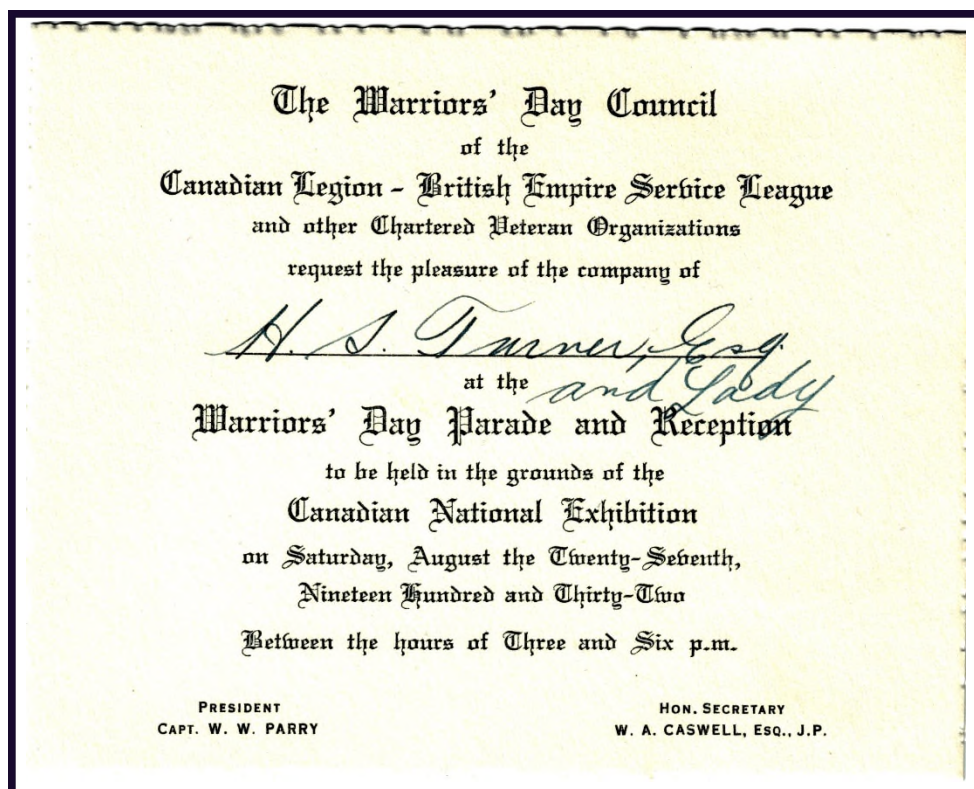 The Warriors' Day Council
of the
Canadian Legion - British Empire Service League
and other Chartered Veteran Organizations
request the pleasure of the company of
H. S. Turner, Esq.
and Lady
at the
Warriors' Day Parade and Reception
to be held in the grounds of the
Canadian National Exhibition
on Saturday, August the Twenty-Seventh,
Nineteen Hundred and Thirty-Two
Between the hours of Three and Six p.m.
PRESIDENT
CAPT. W. W. PARRY
HON. SECRETARY
W. A. CASWELL, ESQ., J.P.